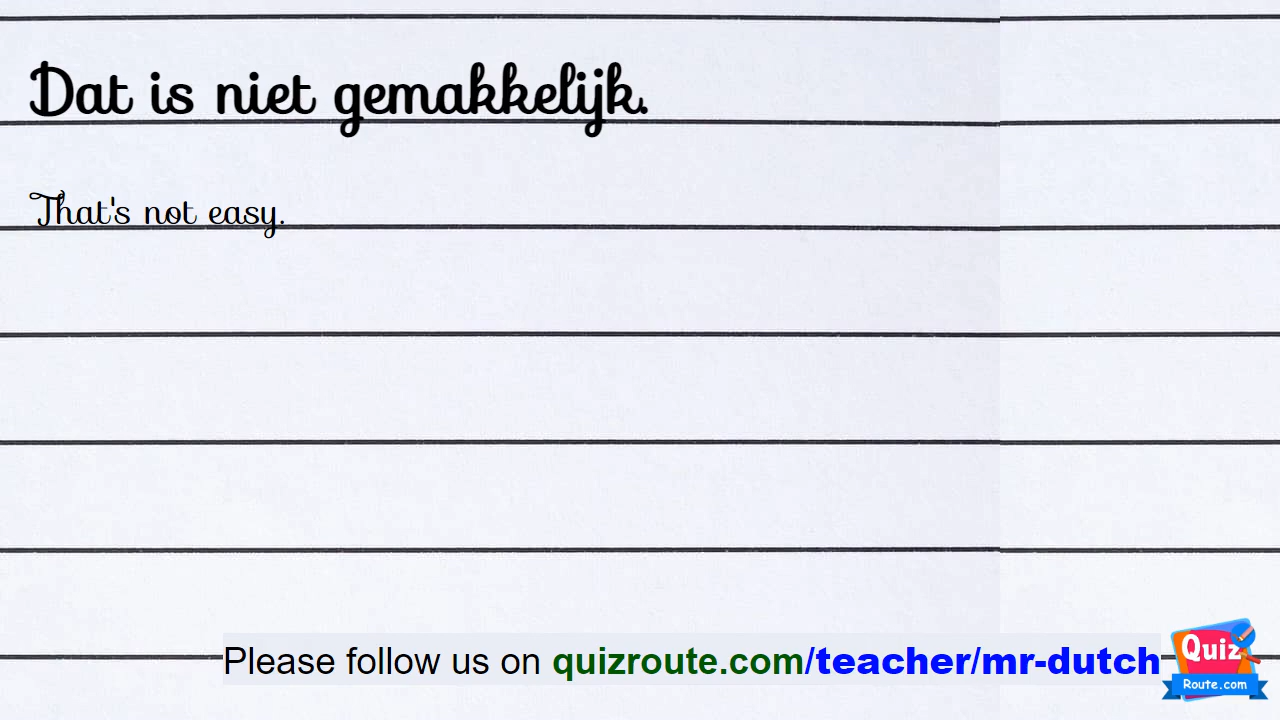 Dat is niet gemakkelijk.
That's not easy.
Please follow us on quizroute.com/teacher/mr-dutch
Quiz
Route.com